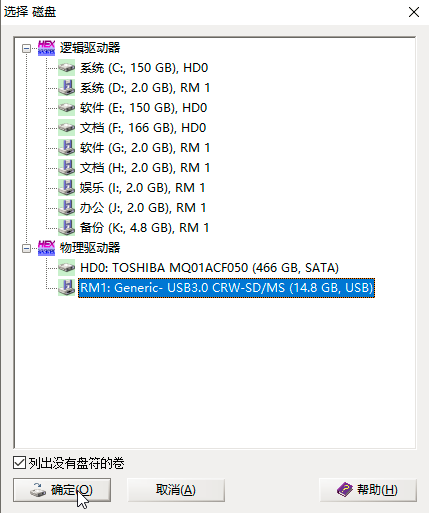 选择 磁盘
逻辑驱动器
系统 (C:, 150 GB), HD0
系统 (D:, 2.0 GB), RM 1
软件 (E:, 150 GB), HD0
文档 (F:, 166 GB), HD0
软件 (G:, 2.0 GB), RM 1
文档 (H:, 2.0 GB), RM 1
娱乐 (I:, 2.0 GB), RM 1
办公 (J:, 2.0 GB), RM 1
备份 (K:, 4.8 GB), RM 1
物理驱动器
HD0: TOSHIBA MQ01ACF050 (466 GB, SATA)
RM1: Generic- USB3.0 CRW-SD/MS (14.8 GB, USB)
列出没有盘符的卷
确定(O) 取消(A) 帮助(H)